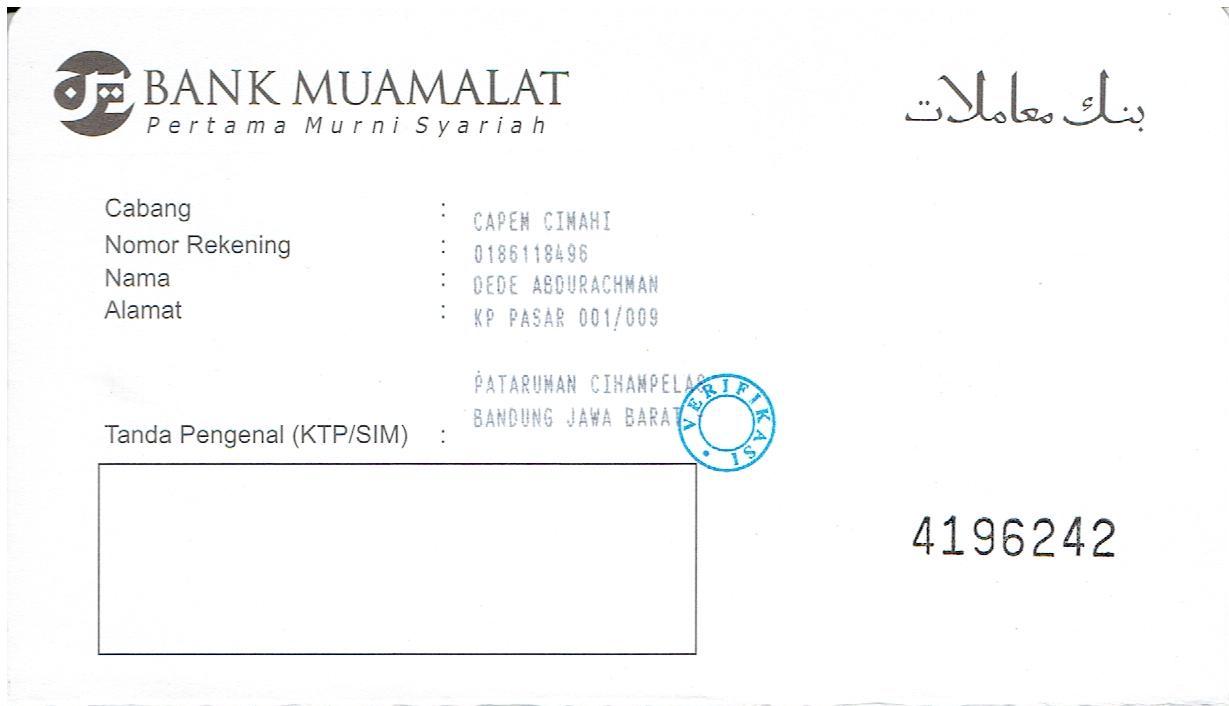 BANK MUAMALAT
Pertama Murni Syariah
بنك معاملات
Cabang : CAPEM CIMAHI
Nomor Rekening : 0186118496
Nama : DEDE ABDURACHMAN
Alamat : KP PASAR 001/009
PATARUMAN CIHAMPELAS
BANDUNG JAWA BARAT
Tanda Pengenal (KTP/SIM) :
VERIFIKASI
4196242